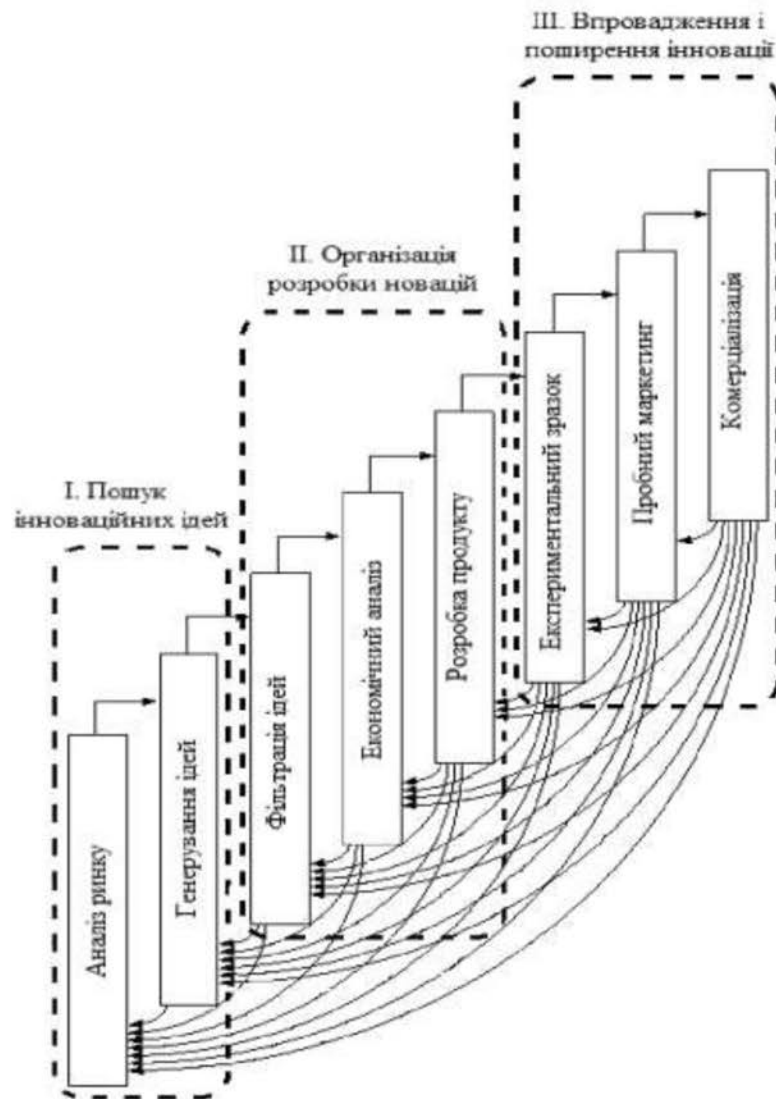 III. Впровадження і
поширення інновації
II. Організація
розробки новацій
I. Пошук
інноваційних ідей
Аналіз ринку
Генерування ідей
Фільтрація ідей
Економічний аналіз
Розробка продукту
Експериментальний зразок
Пробний маркетинг
Комерціалізація